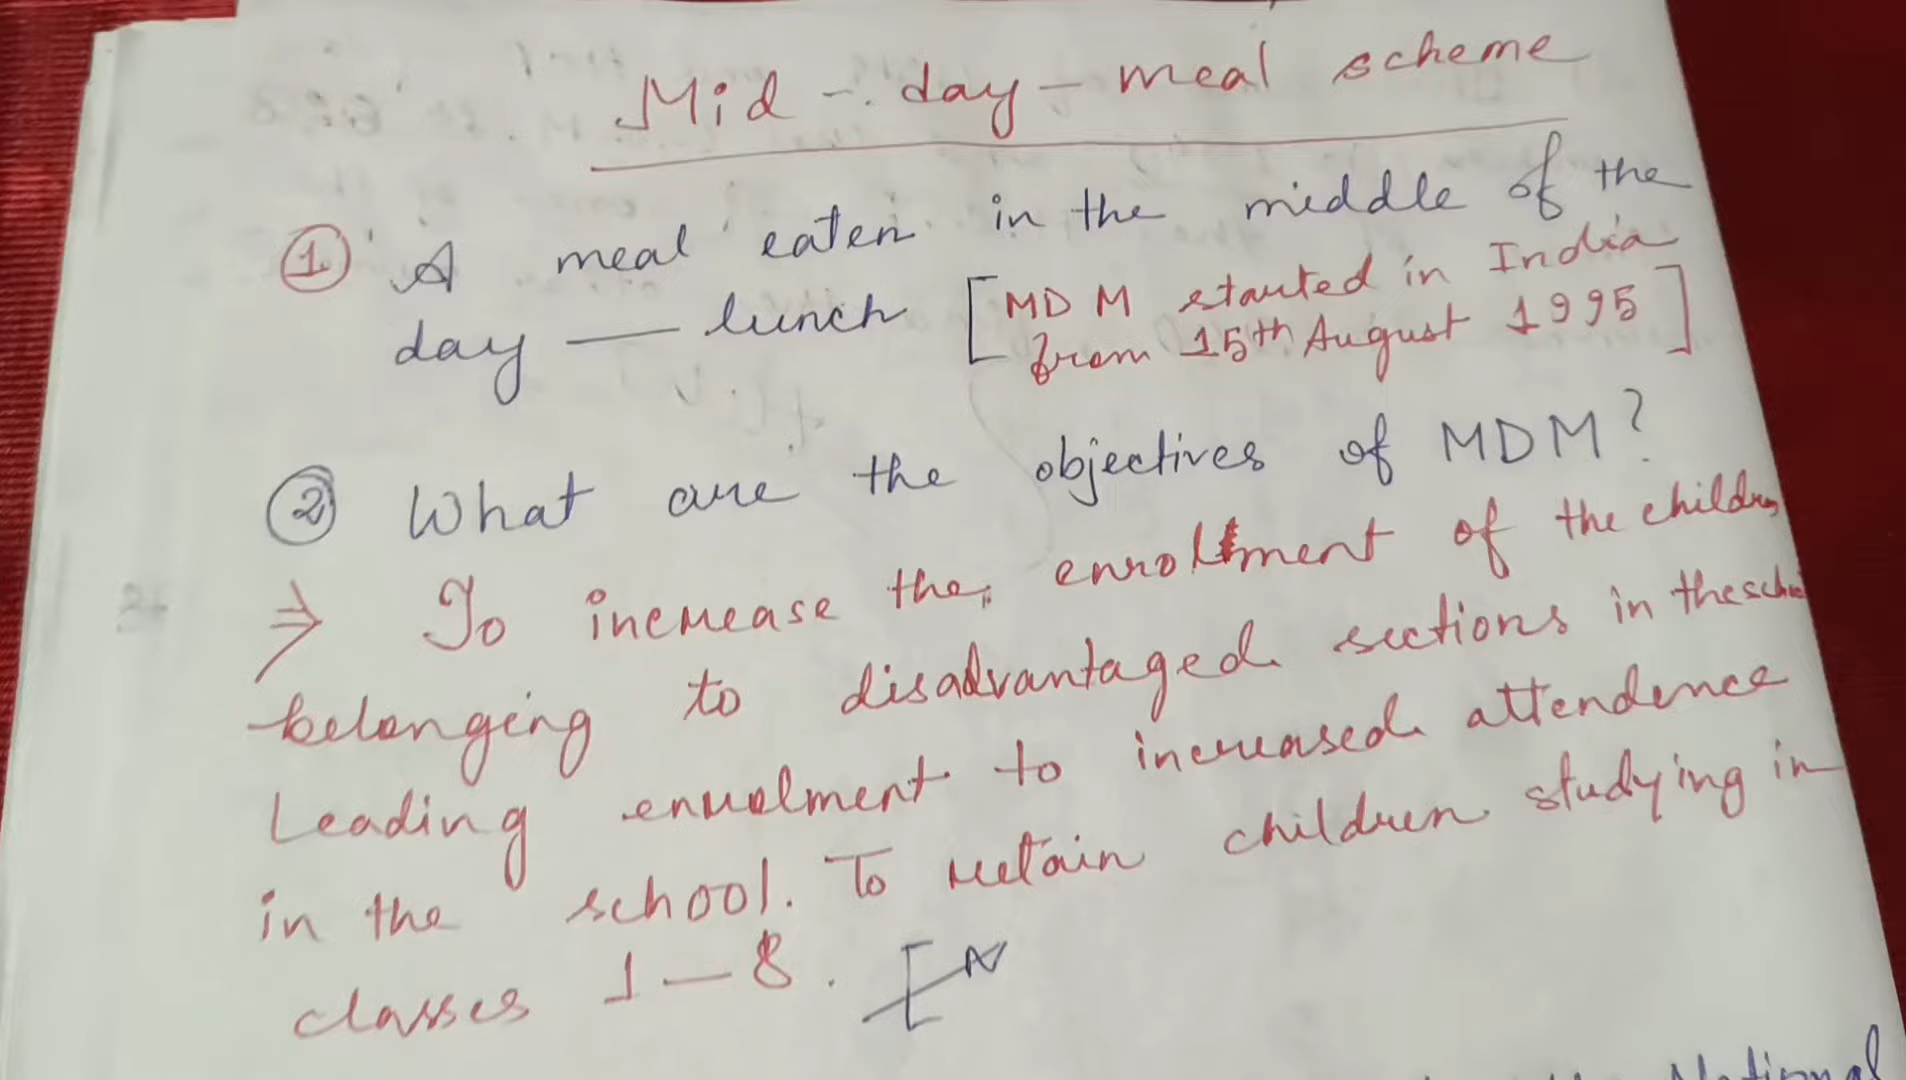 Mid - day - meal scheme
① A meal eaten in the middle of the
day — lunch [MDM started in India
from 15th August 1995]
② What are the objectives of MDM?
⇒ To increase the enrolment of the children
belonging to disadvantaged sections in the school
Leading enrolment to increased attendence
in the school. To retain children studying in
classes 1 — 8.
National